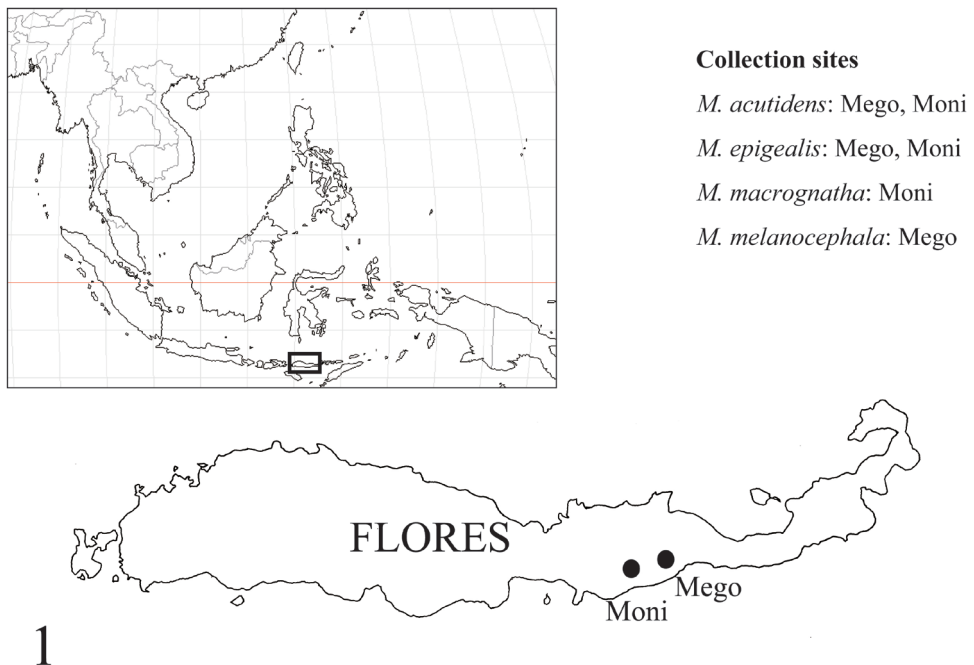 Collection sites
M. acutidens: Mego, Moni
M. epigealis: Mego, Moni
M. macrognatha: Moni
M. melanocephala: Mego
FLORES
Mego
Moni
1